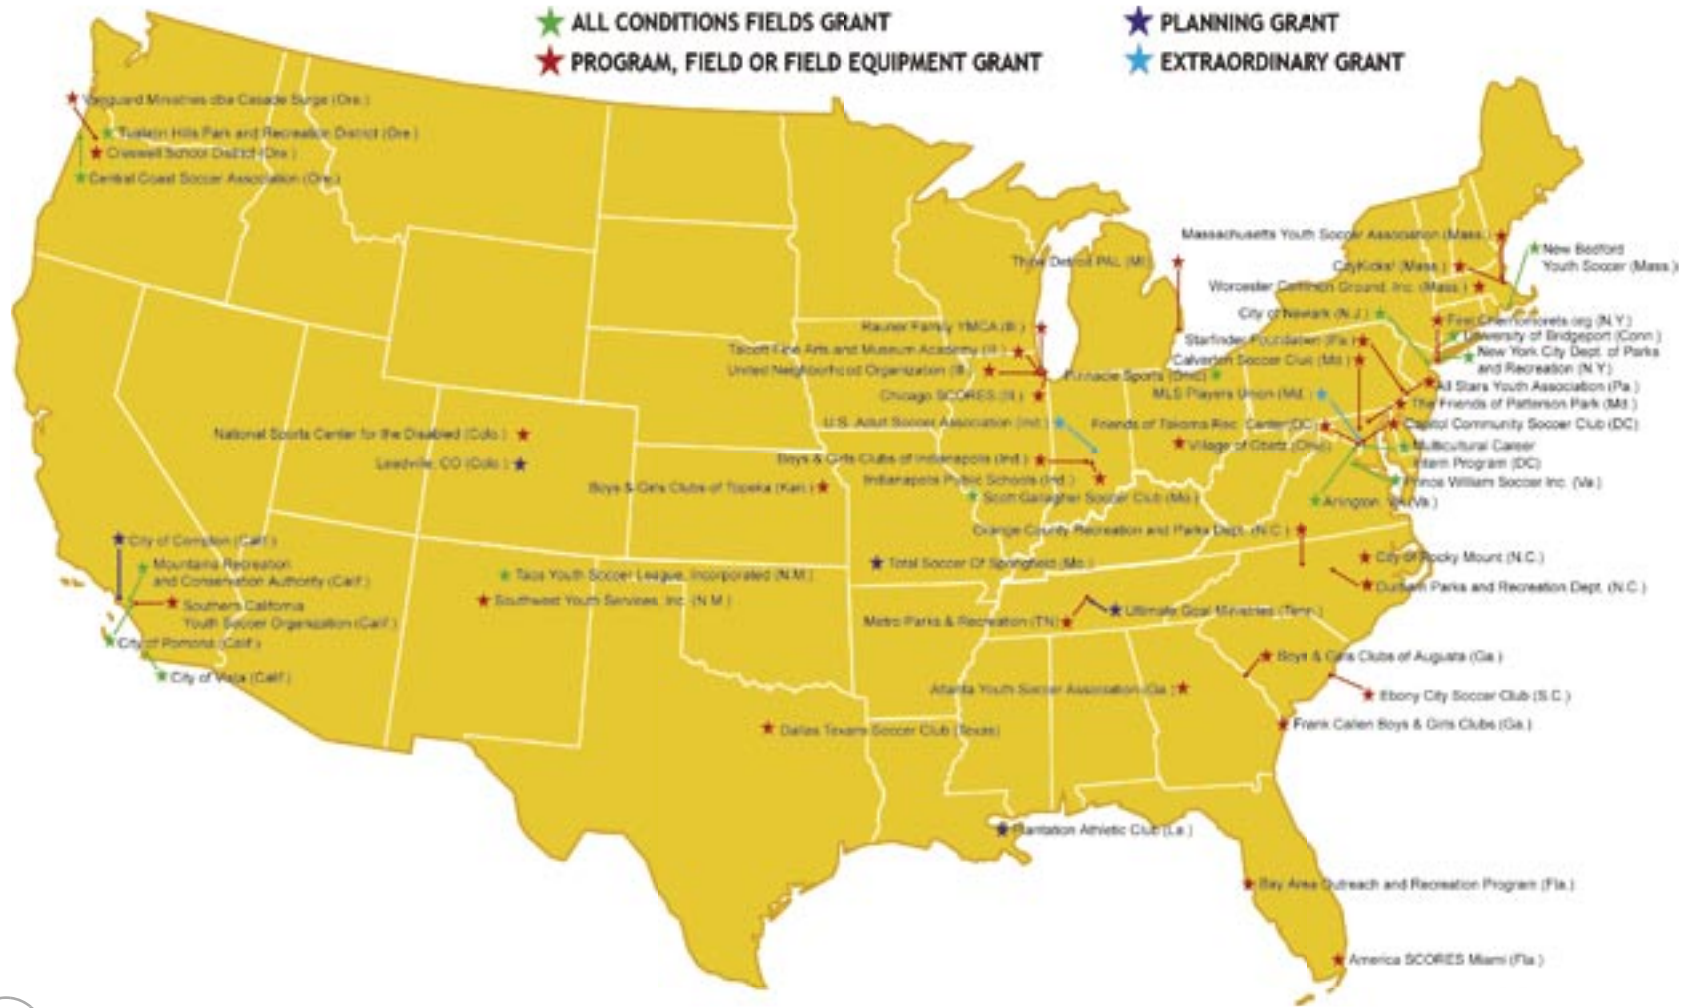 ALL CONDITIONS FIELDS GRANT
PLANNING GRANT
PROGRAM, FIELD OR FIELD EQUIPMENT GRANT
EXTRAORDINARY GRANT
Vanguard Ministries dba Casade Surge (Ore.)
Tualatin Hills Park and Recreation District (Ore.)
Creswell School District (Ore.)
Central Coast Soccer Association (Ore.)
Massachusetts Youth Soccer Association (Mass.)
New Bedford
Youth Soccer (Mass.)
Think Detroit PAL (MI)
CityKicks! (Mass.)
Worcester Common Ground, Inc. (Mass.)
City of Newark (N.J.)
(N.Y.)
Rauner Family YMCA (Ill.)
University of Bridgeport (Conn.)
Starfinder Foundation (Pa.)
Talcott Fine Arts and Museum Academy (Ill.)
New York City Dept. of Parks
and Recreation (N.Y.)
Calverton Soccer Club (Md.)
United Neighborhood Organization (Ill.)
Pinnacle Sports (Ohio)
All Stars Youth Association (Pa.)
Chicago SCORES (Ill.)
MLS Players Union (Md.)
The Friends of Patterson Park (Md.)
U.S. Adult Soccer Association (Ind.)
Friends of Takoma Rec. Center(DC)
Capitol Community Soccer Club (DC)
National Sports Center for the Disabled (Colo.)
Village of Obetz (Ohio)
Multicultural Career
Intern Program (DC)
Leadville, CO (Colo.)
Boys & Girls Clubs of Indianapolis (Ind.)
Indianapolis Public Schools (Ind.)
Prince William Soccer Inc. (Va.)
Boys & Girls Clubs of Topeka (Kan.)
Scott Gallagher Soccer Club (Mo.)
Arlington, VA (Va.)
Orange County Recreation and Parks Dept. (N.C.)
City of Compton (Calif.)
City of Rocky Mount (N.C.)
Mountains Recreation
and Conservation Authority (Calif.)
Total Soccer Of Springfield (Mo.)
Taos Youth Soccer League, Incorporated (N.M.)
Durham Parks and Recreation Dept. (N.C.)
Southwest Youth Services, Inc. (N.M.)
Southern California
Youth Soccer Organization (Calif.)
Ultimate Goal Ministries (Tenn.)
Metro Parks & Recreation (TN)
City of Pomona (Calif.)
Boys & Girls Clubs of Augusta (Ga.)
City of Vista (Calif.)
Atlanta Youth Soccer Association (Ga.)
Ebony City Soccer Club (S.C.)
Frank Callen Boys & Girls Clubs (Ga.)
Dallas Texans Soccer Club (Texas)
Plantation Athletic Club (La.)
Bay Area Outreach and Recreation Program (Fla.)
America SCORES Miami (Fla.)